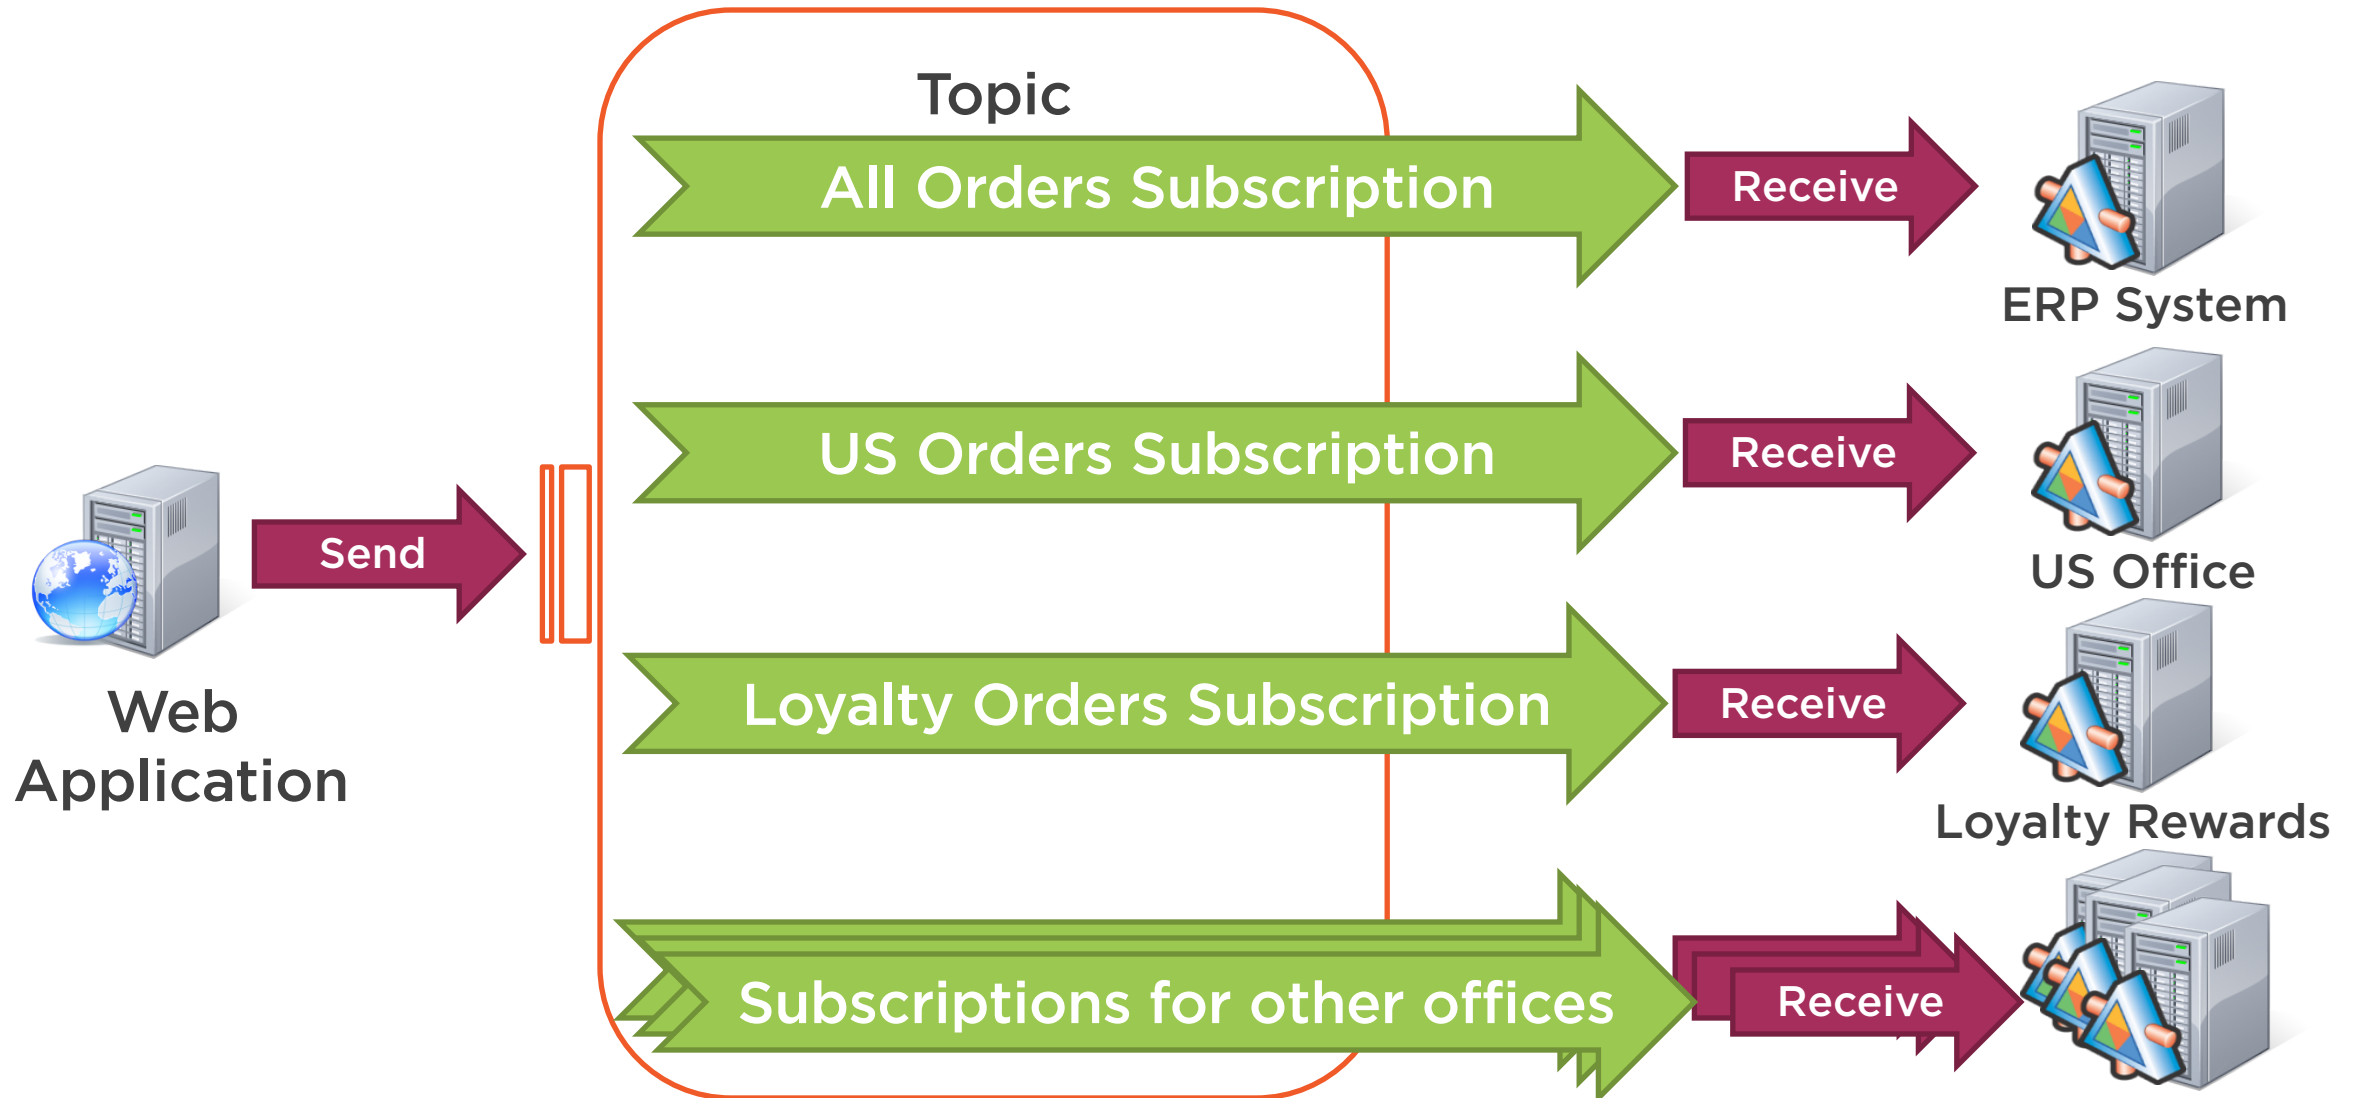 Topic
All Orders Subscription
Receive
ERP System
US Orders Subscription
Receive
US Office
Send
Web
Application
Loyalty Orders Subscription
Receive
Loyalty Rewards
Subscriptions for other offices
Receive